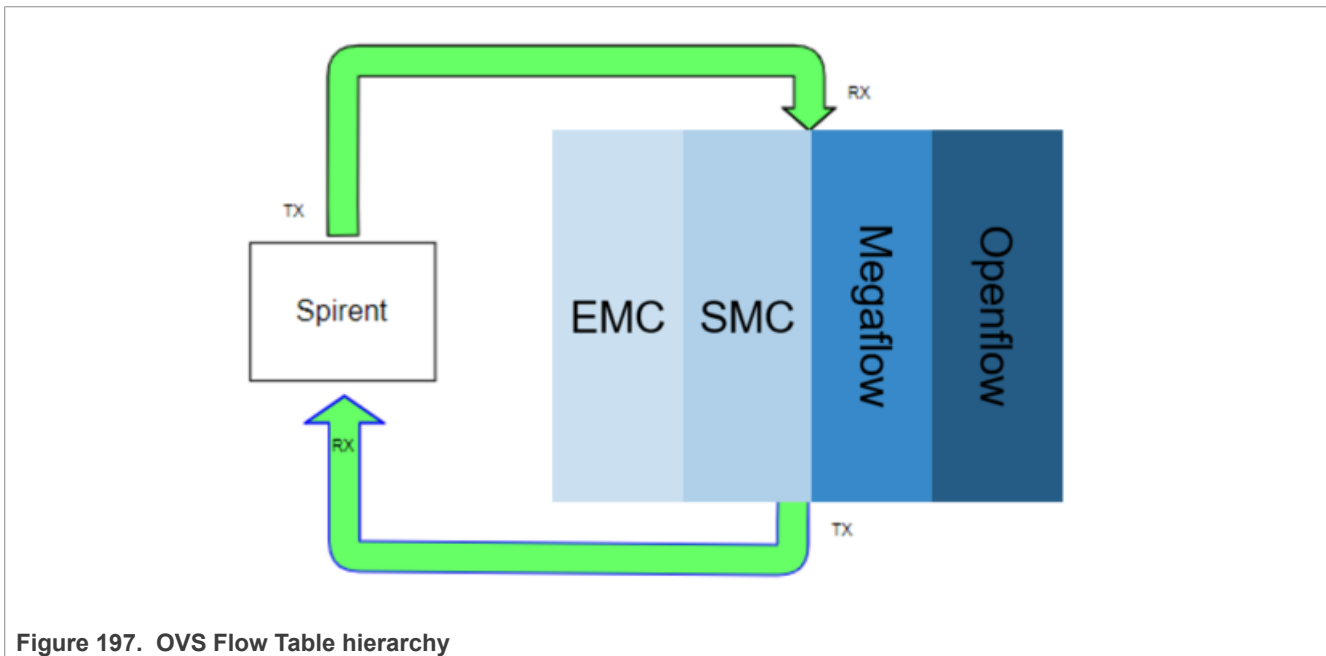 RX
TX
Spirent
EMC
SMC
Megaflow
Openflow
RX
TX
Figure 197. OVS Flow Table hierarchy